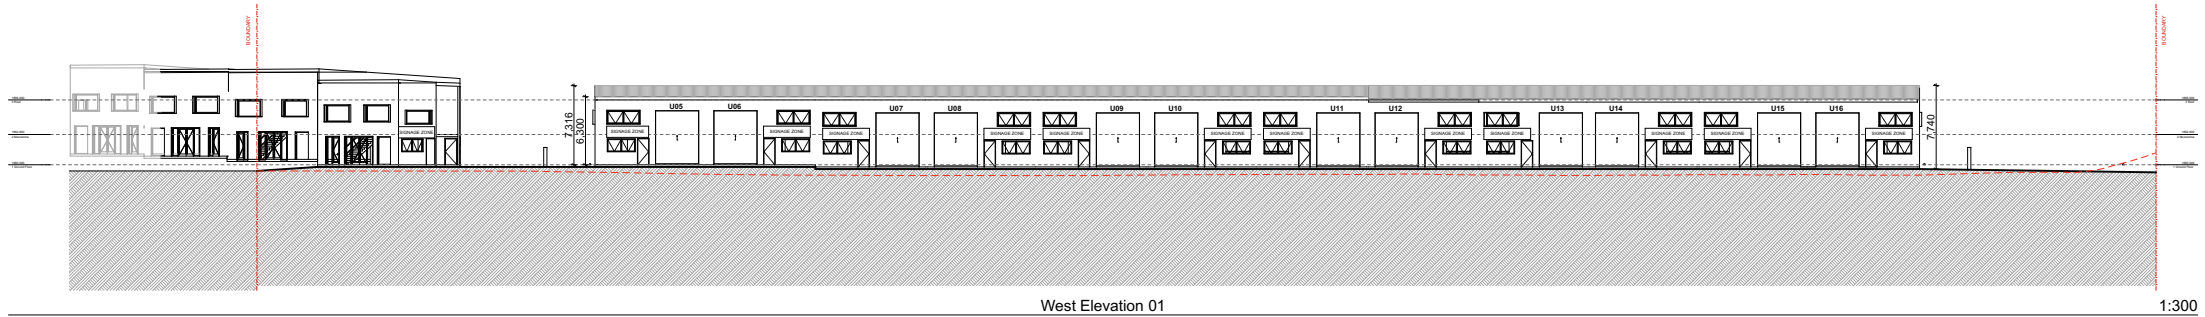 BOUNDARY
BOUNDARY
U05
U06
U07
U08
U09
U10
U11
U12
U13
U14
U15
U16
SIGNAGE ZONE
SIGNAGE ZONE
SIGNAGE ZONE
SIGNAGE ZONE
SIGNAGE ZONE
SIGNAGE ZONE
SIGNAGE ZONE
SIGNAGE ZONE
SIGNAGE ZONE
SIGNAGE ZONE
SIGNAGE ZONE
SIGNAGE ZONE
SIGNAGE ZONE
7,316
6,300
7,740
West Elevation 01
1:300